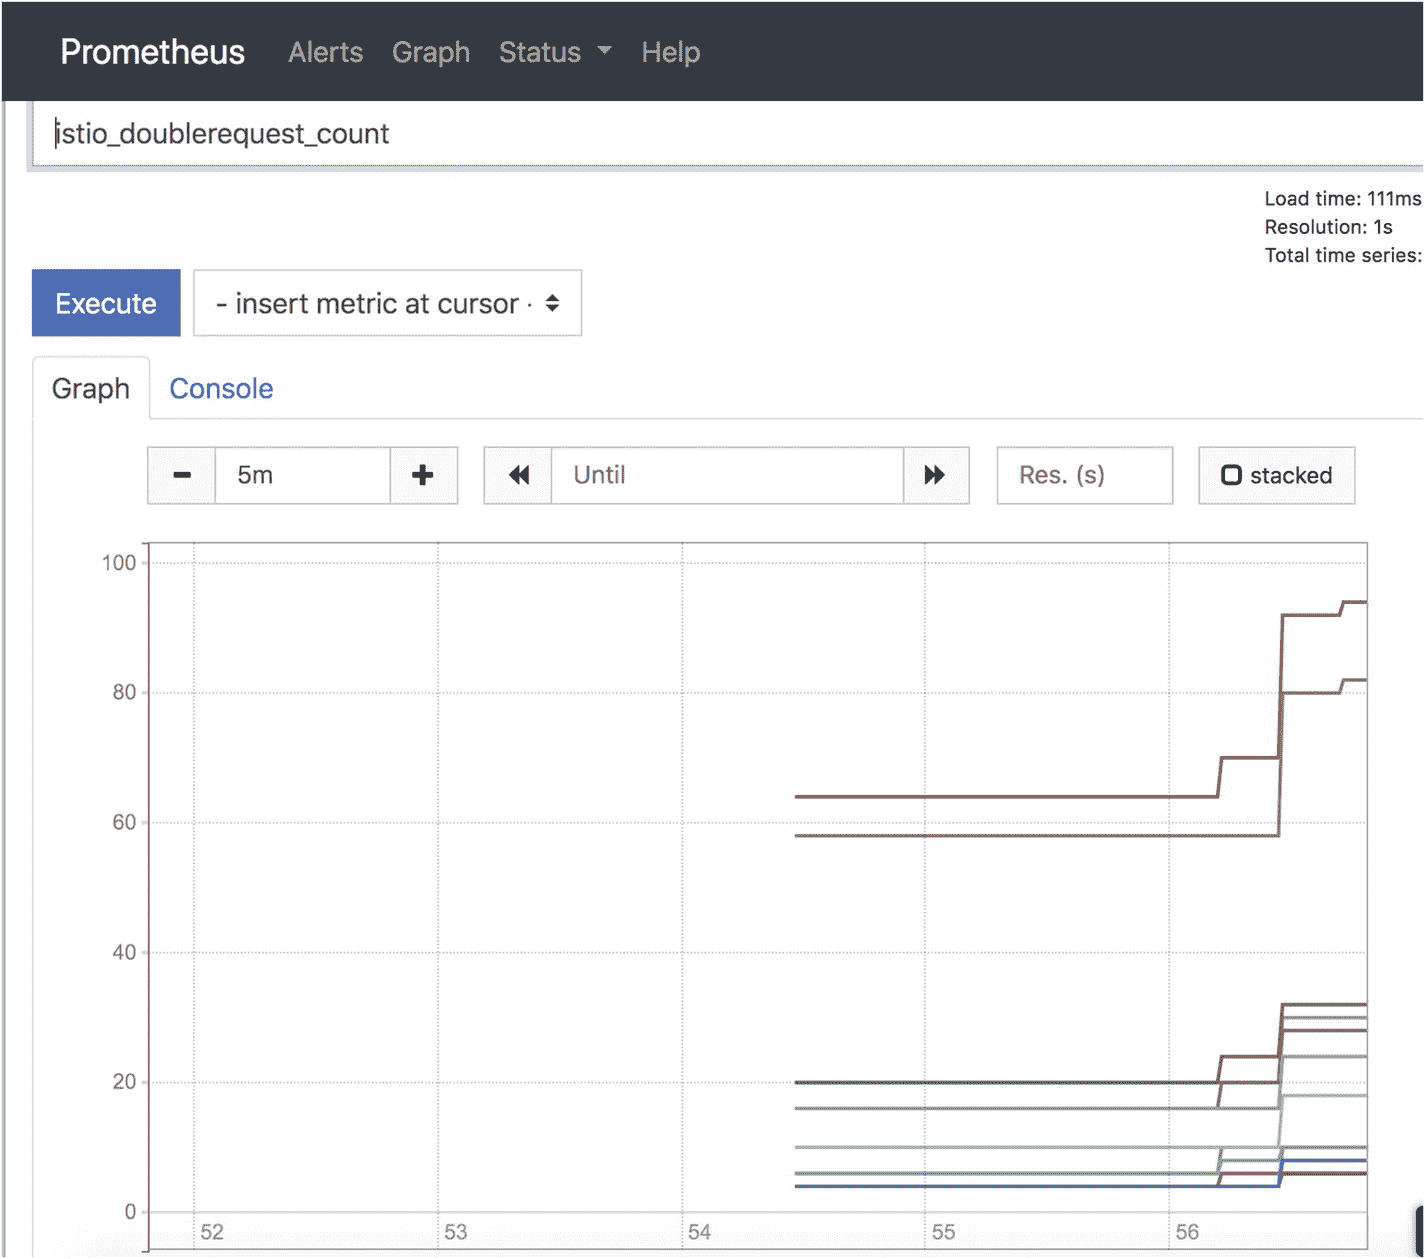 Prometheus Alerts Graph Status Help
istio_doublerequest_count
Load time: 111ms
Resolution: 1s
Total time series:
Execute - insert metric at cursor -
Graph Console
5m Until Res. (s) stacked
100
80
60
40
20
0
52 53 54 55 56